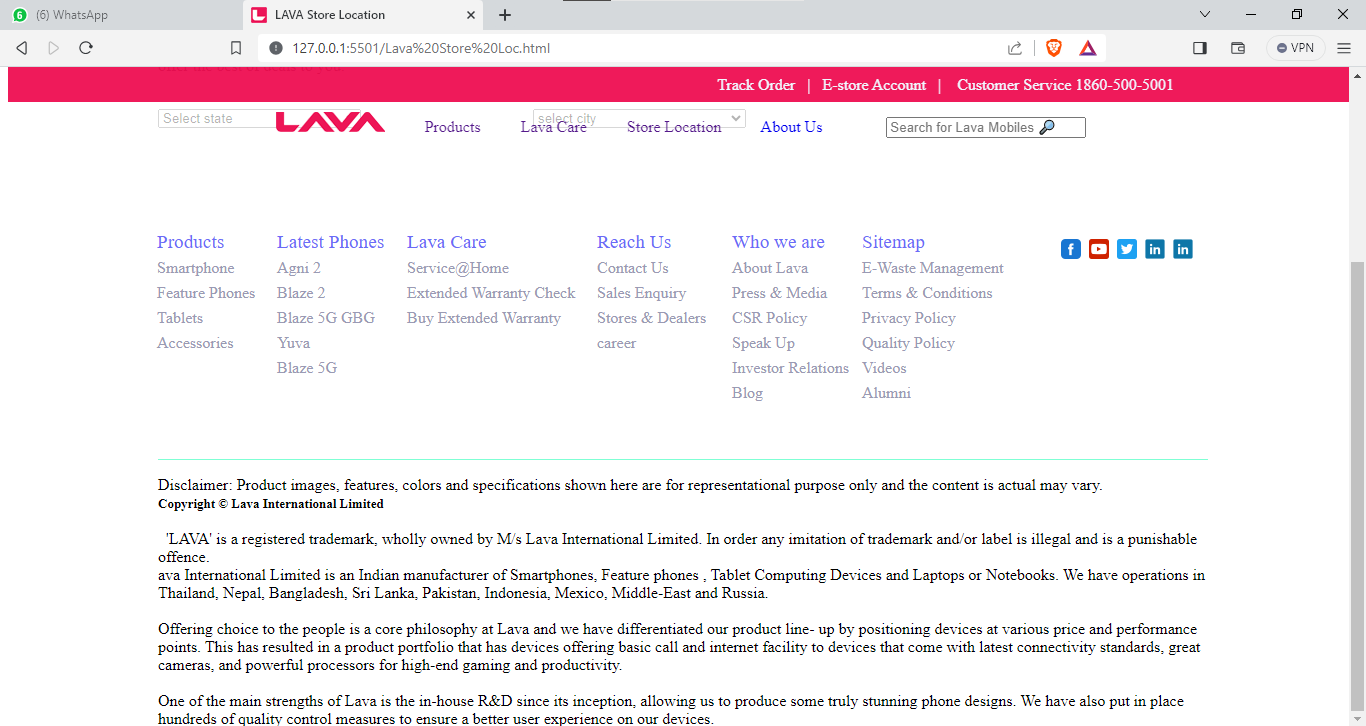 6 (6) WhatsApp
LAVA Store Location
127.0.0.1:5501/Lava%20Store%20Loc.html
VPN
Track Order | E-store Account | Customer Service 1860-500-5001
Select state
LAVA
Products
select city
Lava Care
Store Location
About Us
Search for Lava Mobiles
Products
Smartphone
Feature Phones
Tablets
Accessories
Latest Phones
Agni 2
Blaze 2
Blaze 5G GBG
Yuva
Blaze 5G
Lava Care
Service@Home
Extended Warranty Check
Buy Extended Warranty
Reach Us
Contact Us
Sales Enquiry
Stores & Dealers
career
Who we are
About Lava
Press & Media
CSR Policy
Speak Up
Investor Relations
Blog
Sitemap
E-Waste Management
Terms & Conditions
Privacy Policy
Quality Policy
Videos
Alumni
Disclaimer: Product images, features, colors and specifications shown here are for representational purpose only and the content is actual may vary.
Copyright © Lava International Limited
'LAVA' is a registered trademark, wholly owned by M/s Lava International Limited. In order any imitation of trademark and/or label is illegal and is a punishable
offence.
ava International Limited is an Indian manufacturer of Smartphones, Feature phones , Tablet Computing Devices and Laptops or Notebooks. We have operations in
Thailand, Nepal, Bangladesh, Sri Lanka, Pakistan, Indonesia, Mexico, Middle-East and Russia.
Offering choice to the people is a core philosophy at Lava and we have differentiated our product line- up by positioning devices at various price and performance
points. This has resulted in a product portfolio that has devices offering basic call and internet facility to devices that come with latest connectivity standards, great
cameras, and powerful processors for high-end gaming and productivity.
One of the main strengths of Lava is the in-house R&D since its inception, allowing us to produce some truly stunning phone designs. We have also put in place
hundreds of quality control measures to ensure a better user experience on our devices.